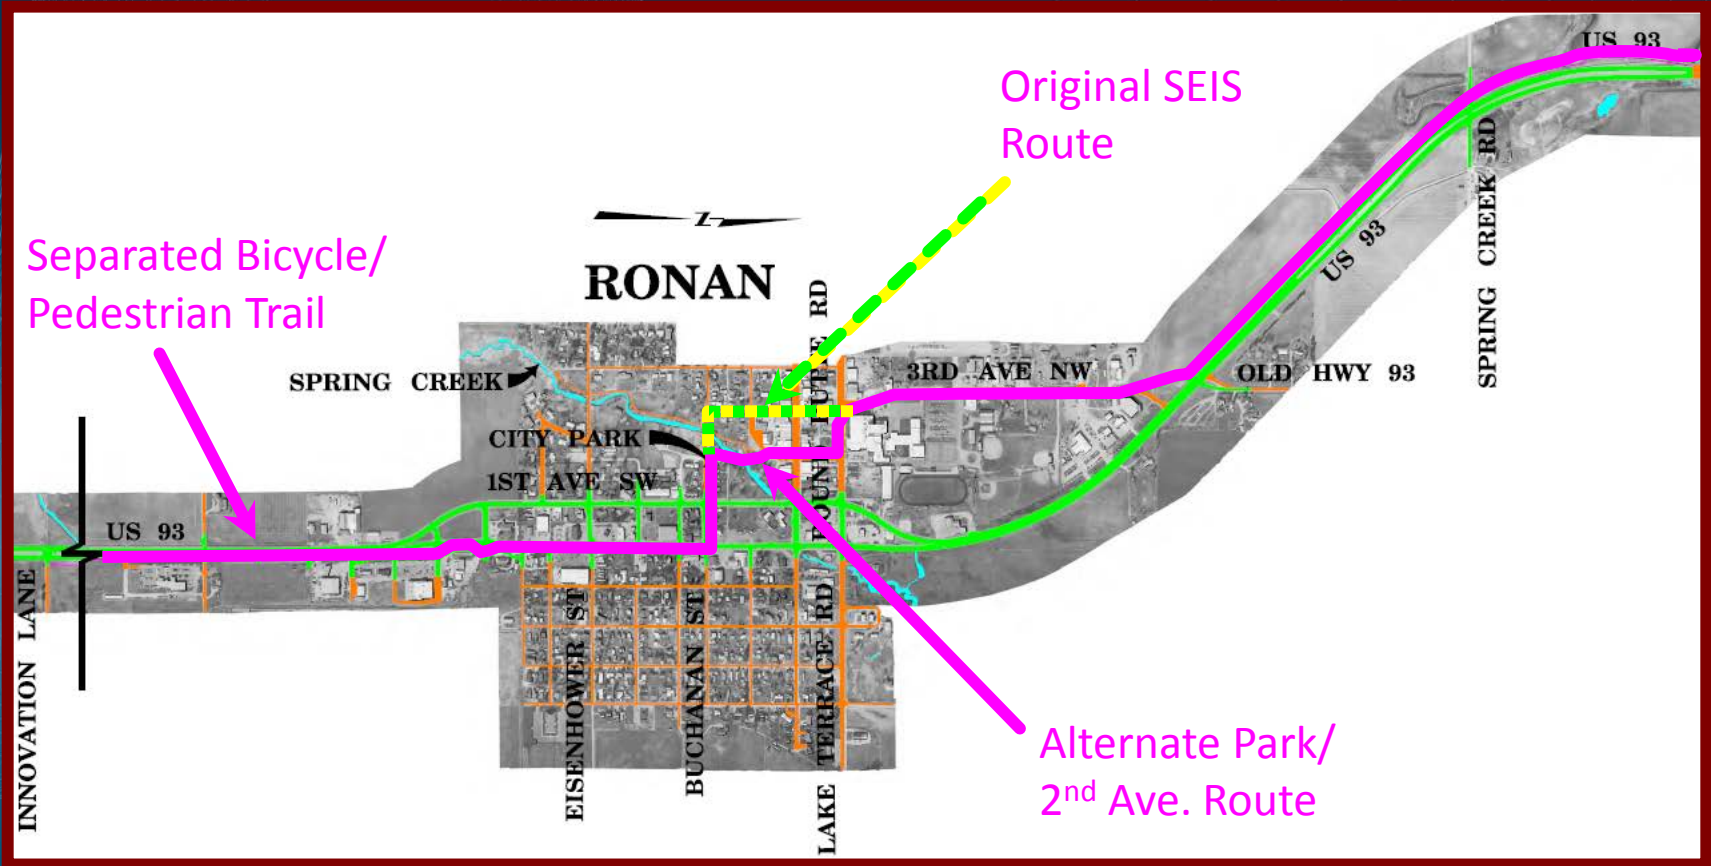 US 93
Original SEIS
Route
Separated Bicycle/
Pedestrian Trail
Z
RONAN
SPRING CREEK RD
US 93
SPRING CREEK
3RD AVE NW
OLD HWY 93
CITY PARK
1ST AVE SW
ROUND BUTTE RD
US 93
INNOVATION LANE
EISENHOWER ST
BUCHANAN ST
LAKE TERRACE RD
Alternate Park/
2nd Ave. Route